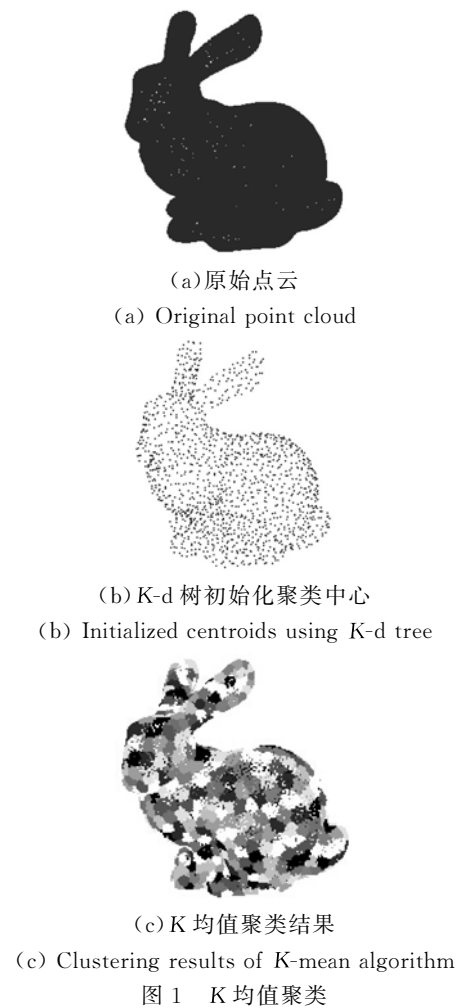 (a)原始点云
(a) Original point cloud
(b)K-d 树初始化聚类中心
(b) Initialized centroids using K-d tree
(c)K 均值聚类结果
(c) Clustering results of K-mean algorithm
图 1 K 均值聚类